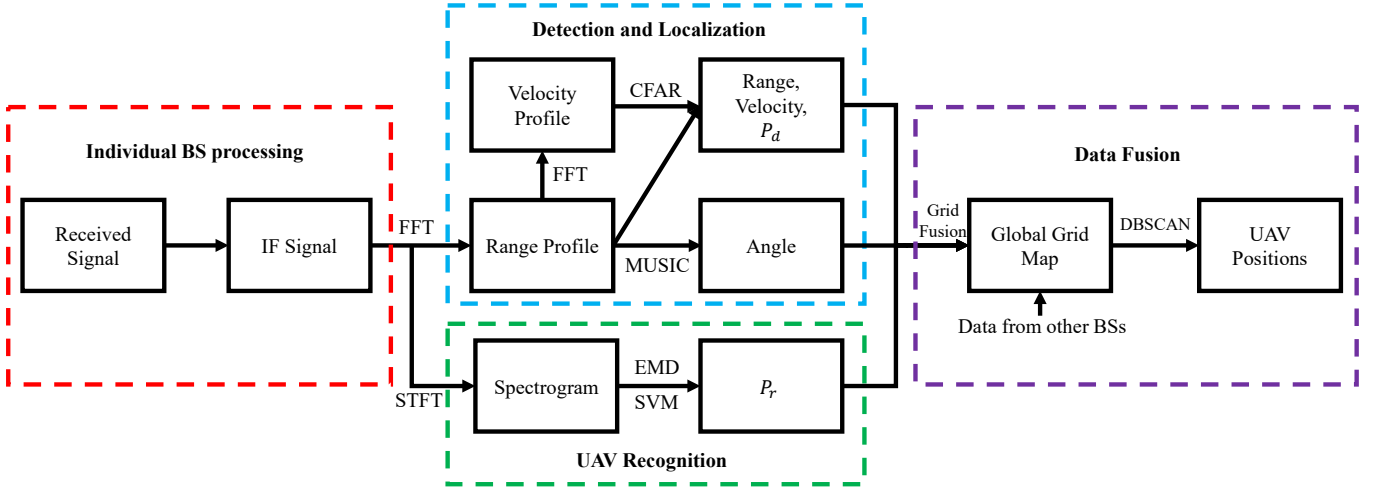 Individual BS processing
Received
Signal
IF Signal
FFT
STFT
Detection and Localization
Velocity
Profile
CFAR
Range,
Velocity,
P_d
FFT
Range Profile
MUSIC
Angle
Spectrogram
EMD
SVM
P_r
UAV Recognition
Data Fusion
Grid
Fusion
Global Grid
Map
DBSCAN
UAV
Positions
Data from other BSs